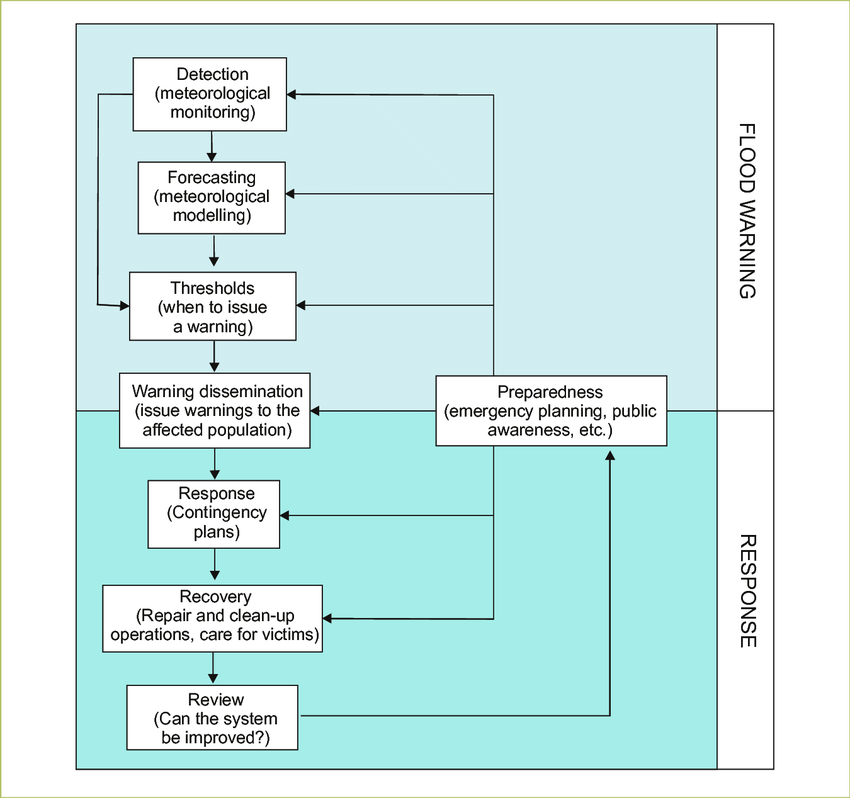 Detection
(meteorological
monitoring)
Forecasting
(meteorological
modelling)
Thresholds
(when to issue
a warning)
Warning dissemination
(issue warnings to the
affected population)
Preparedness
(emergency planning, public
awareness, etc.)
Response
(Contingency
plans)
Recovery
(Repair and clean-up
operations, care for victims)
Review
(Can the system
be improved?)
FLOOD WARNING
RESPONSE